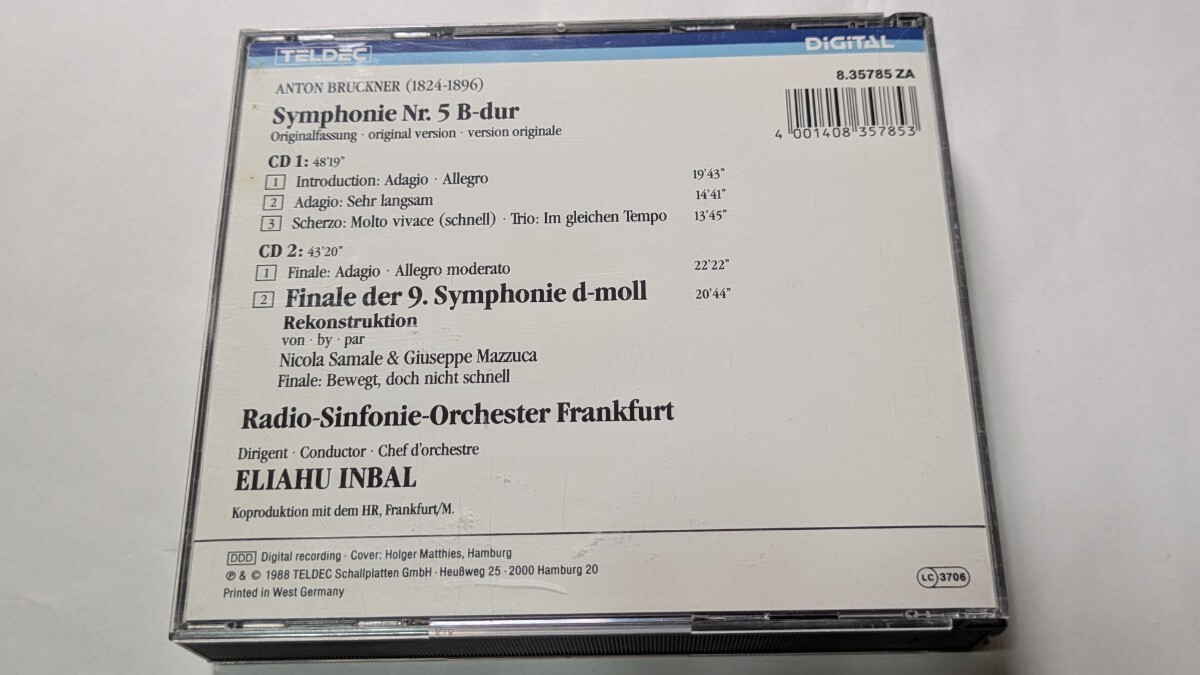 TELDEC
DIGITAL
8.35785 ZA
4 001408 357853
ANTON BRUCKNER (1824-1896)
Symphonie Nr. 5 B-dur
Originalfassung · original version · version originale
CD 1: 48'19"
1 Introduction: Adagio · Allegro 19'43"
2 Adagio: Sehr langsam 14'41"
3 Scherzo: Molto vivace (schnell) · Trio: Im gleichen Tempo 13'45"
CD 2: 43'20"
1 Finale: Adagio · Allegro moderato 22'22"
2 Finale der 9. Symphonie d-moll 20'44"
Rekonstruktion
von · by · par
Nicola Samale & Giuseppe Mazzuca
Finale: Bewegt, doch nicht schnell
Radio-Sinfonie-Orchester Frankfurt
Dirigent · Conductor · Chef d'orchestre
ELIAHU INBAL
Koproduktion mit dem HR, Frankfurt/M.
DDD Digital recording · Cover: Holger Matthies, Hamburg
℗ & © 1988 TELDEC Schallplatten GmbH · Heußweg 25 · 2000 Hamburg 20
Printed in West Germany
LC 3706